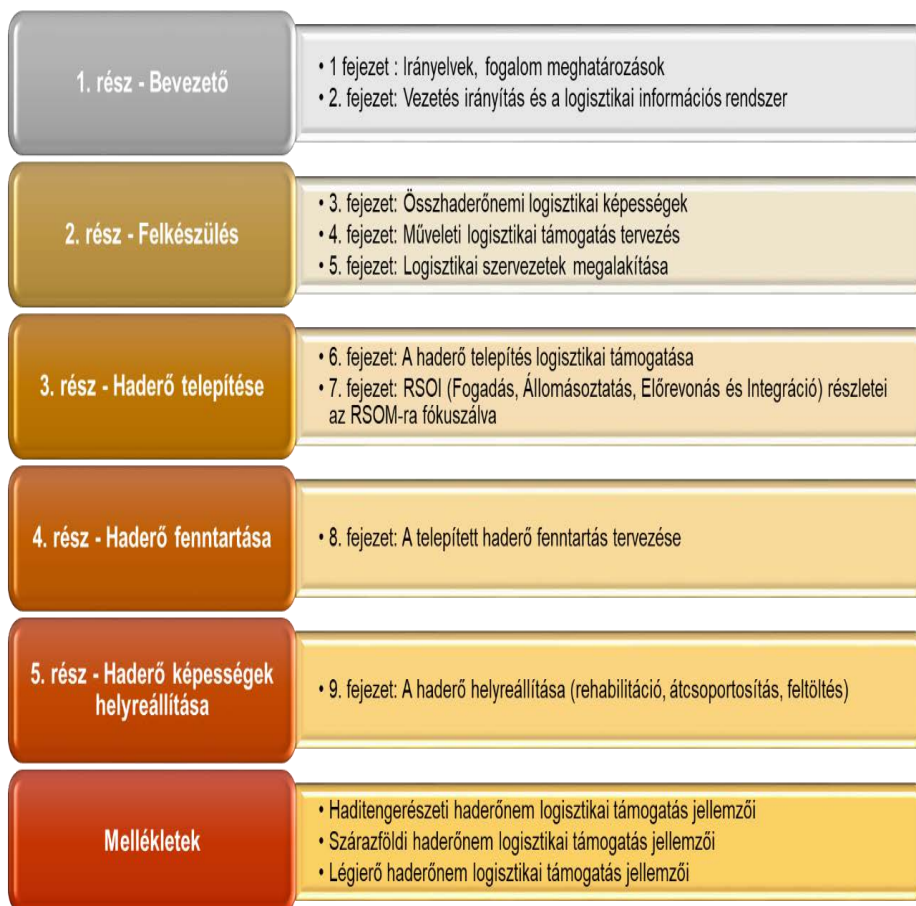 1. rész - Bevezető
• 1 fejezet : Irányelvek, fogalom meghatározások
• 2. fejezet: Vezetés irányítás és a logisztikai információs rendszer
2. rész - Felkészülés
• 3. fejezet: Összhaderőnemi logisztikai képességek
• 4. fejezet: Műveleti logisztikai támogatás tervezés
• 5. fejezet: Logisztikai szervezetek megalakítása
3. rész - Haderő telepítése
• 6. fejezet: A haderő telepítés logisztikai támogatása
• 7. fejezet: RSOI (Fogadás, Állomásoztatás, Előrevonás és Integráció) részletei
az RSOM-ra fókuszálva
4. rész - Haderő fenntartása
• 8. fejezet: A telepített haderő fenntartás tervezése
5. rész - Haderő képességek
helyreállítása
• 9. fejezet: A haderő helyreállítása (rehabilitáció, átcsoportosítás, feltöltés)
Mellékletek
• Haditengerészeti haderőnem logisztikai támogatás jellemzői
• Szárazföldi haderőnem logisztikai támogatás jellemzői
• Légierő haderőnem logisztikai támogatás jellemzői